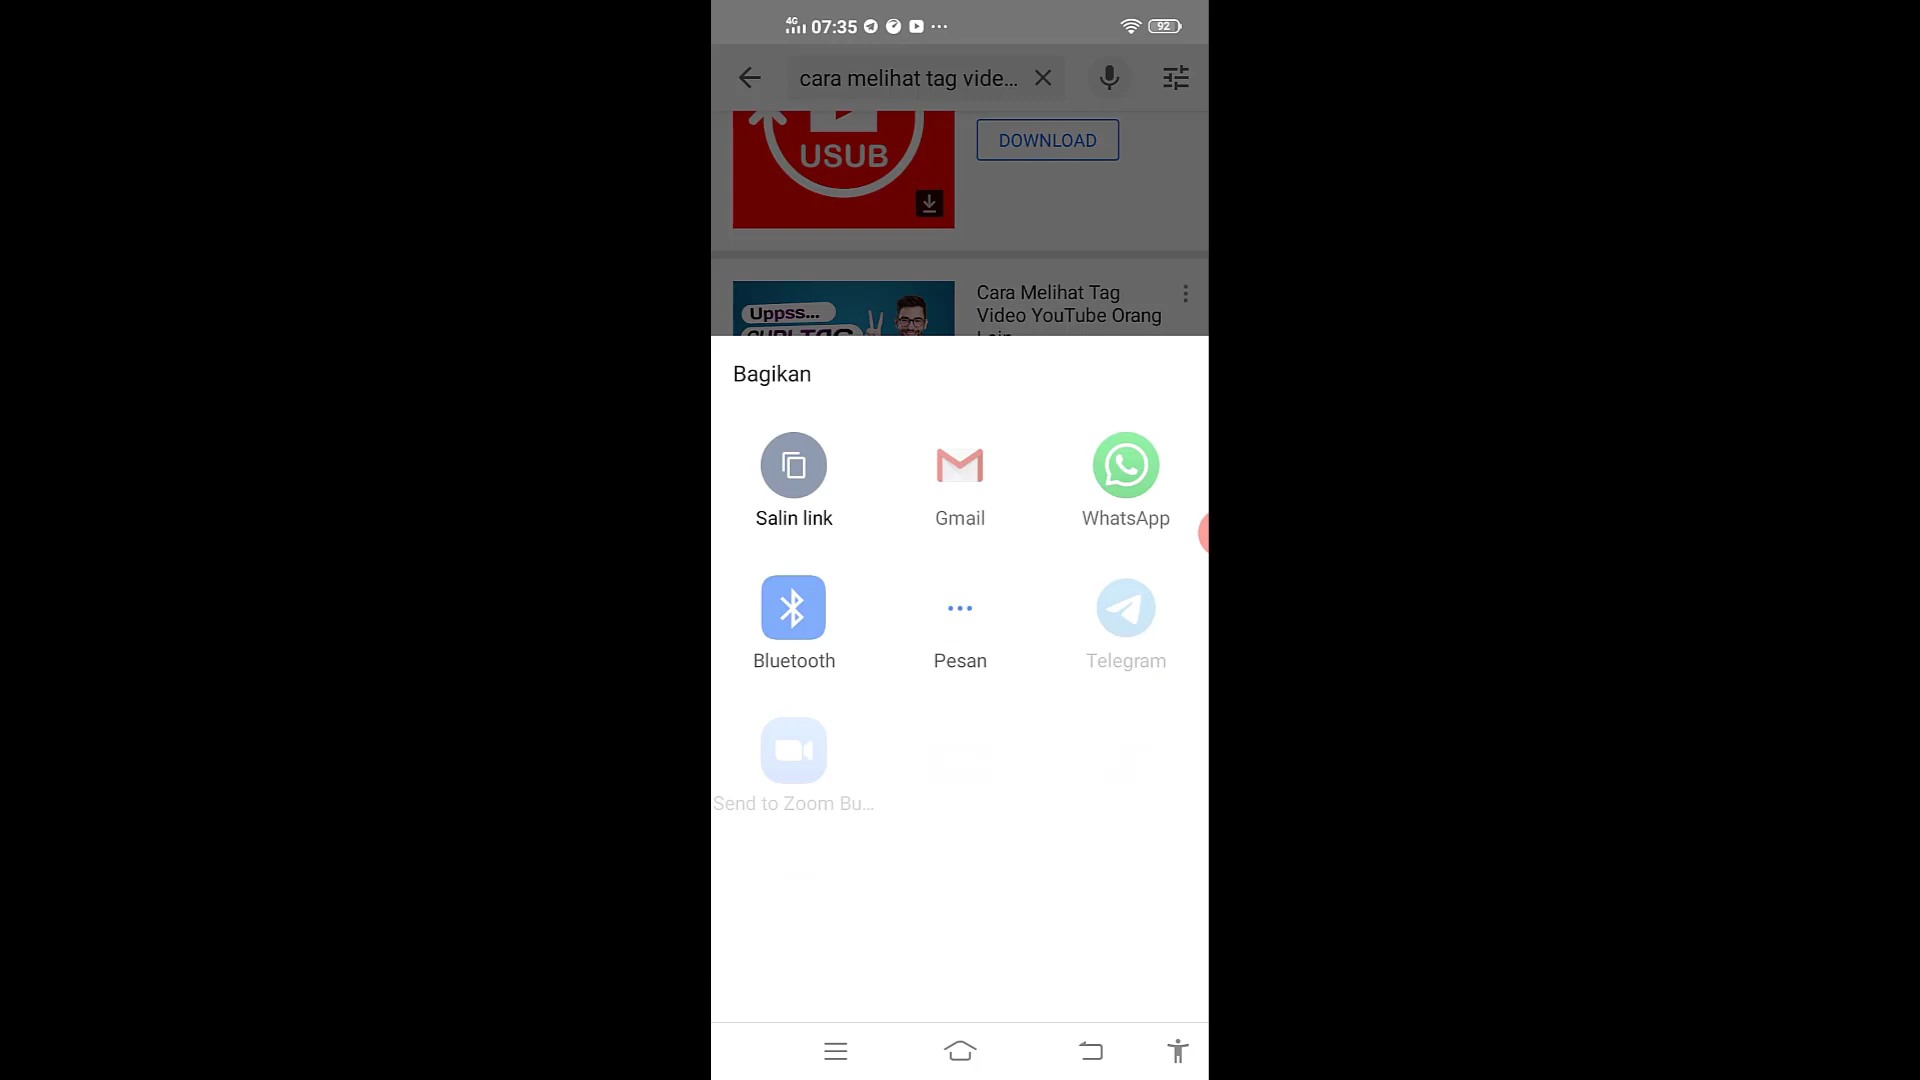 4G 07:35 92
cara melihat tag vide...
USUB
DOWNLOAD
Uppss...
Cara Melihat Tag
Video YouTube Orang
Bagikan
Salin link
Gmail
WhatsApp
Bluetooth
Pesan
Telegram
Send to Zoom Bu...